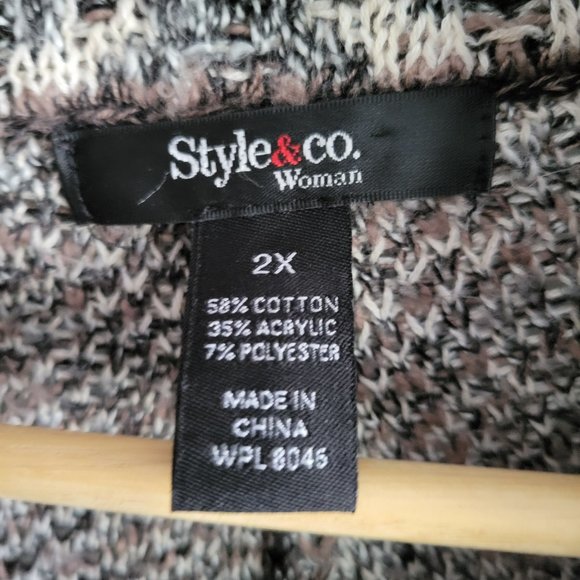 Style&co.
Woman
2X
58% COTTON
35% ACRYLIC
7% POLYESTER
MADE IN
CHINA
WPL 8045